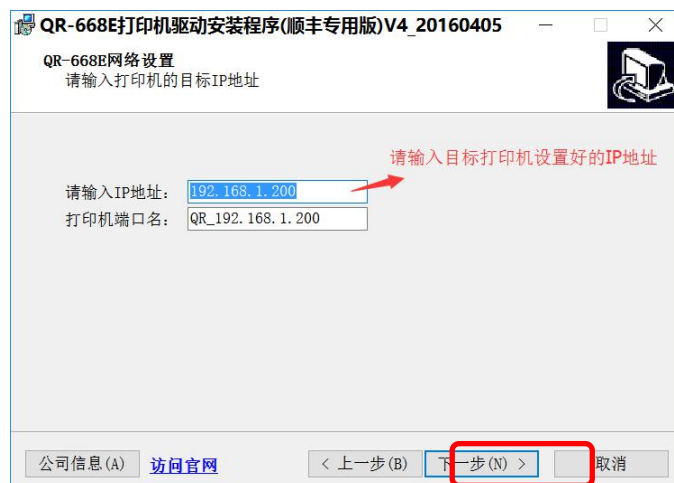 QR-668E打印机驱动安装程序(顺丰专用版)V4_20160405
QR-668E网络设置
请输入打印机的目标IP地址
请输入目标打印机设置好的IP地址
请输入IP地址: 192.168.1.200
打印机端口名: QR_192.168.1.200
公司信息(A) 访问官网 < 上一步(B) 下一步(N) > 取消